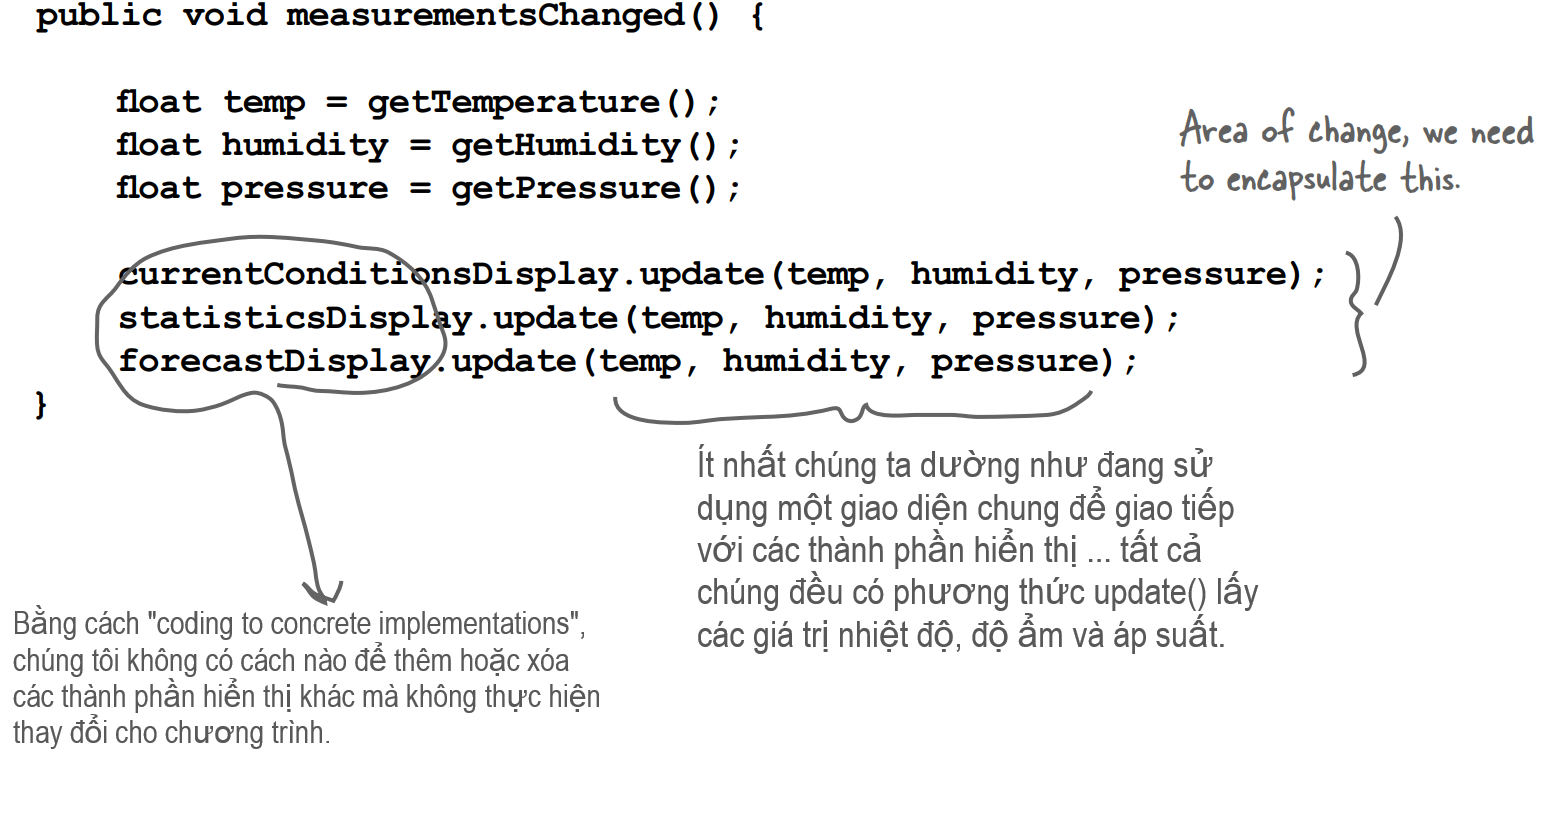 public void measurementsChanged() {
float temp = getTemperature();
float humidity = getHumidity();
float pressure = getPressure();
Area of change, we need
to encapsulate this.
currentConditionsDisplay.update(temp, humidity, pressure);
statisticsDisplay.update(temp, humidity, pressure);
forecastDisplay.update(temp, humidity, pressure);
}
Ít nhất chúng ta dường như đang sử
dụng một giao diện chung để giao tiếp
với các thành phần hiển thị ... tất cả
chúng đều có phương thức update() lấy
các giá trị nhiệt độ, độ ẩm và áp suất.
Bằng cách "coding to concrete implementations",
chúng tôi không có cách nào để thêm hoặc xóa
các thành phần hiển thị khác mà không thực hiện
thay đổi cho chương trình.